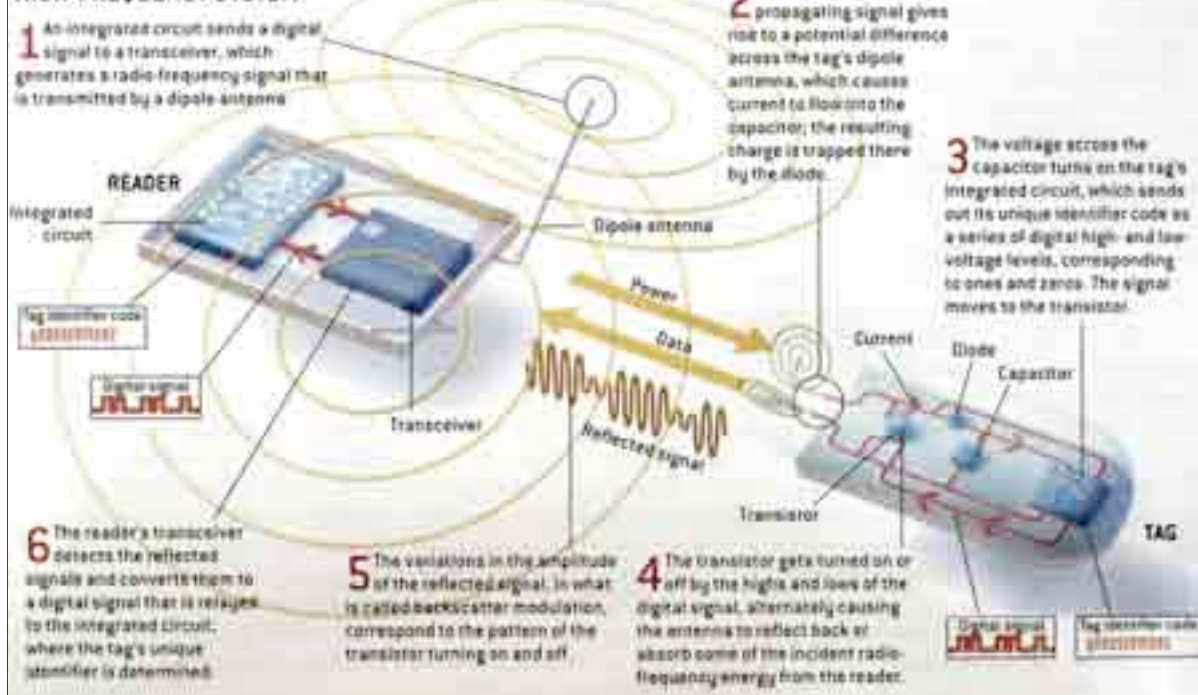 1 An integrated circuit sends a digital
signal to a transceiver, which
generates a radio-frequency signal that
is transmitted by a dipole antenna
2
propagating signal gives
rise to a potential difference
across the tag's dipole
antenna, which causes
current to flow into the
capacitor; the resulting
charge is trapped there
by the diode.
3 The voltage across the
capacitor turns on the tag's
integrated circuit, which sends
out its unique identifier code as
a series of digital high- and low-
voltage levels, corresponding
to ones and zeros. The signal
moves to the transistor.
READER
Integrated
circuit
Dipole antenna
Tag identifier code
Digital signal
Transceiver
Power
Data
Reflected signal
Current
Diode
Capacitor
Transistor
TAG
6 The reader's transceiver
detects the reflected
signals and converts them to
a digital signal that is relayed
to the integrated circuit,
where the tag's unique
identifier is determined.
5 The variations in the amplitude
of the reflected signal, in what
is called backscatter modulation,
correspond to the pattern of the
transistor turning on and off.
4 The transistor gets turned on or
off by the highs and lows of the
digital signal, alternately causing
the antenna to reflect back or
absorb some of the incident radio-
frequency energy from the reader.
Digital signal
Tag identifier code